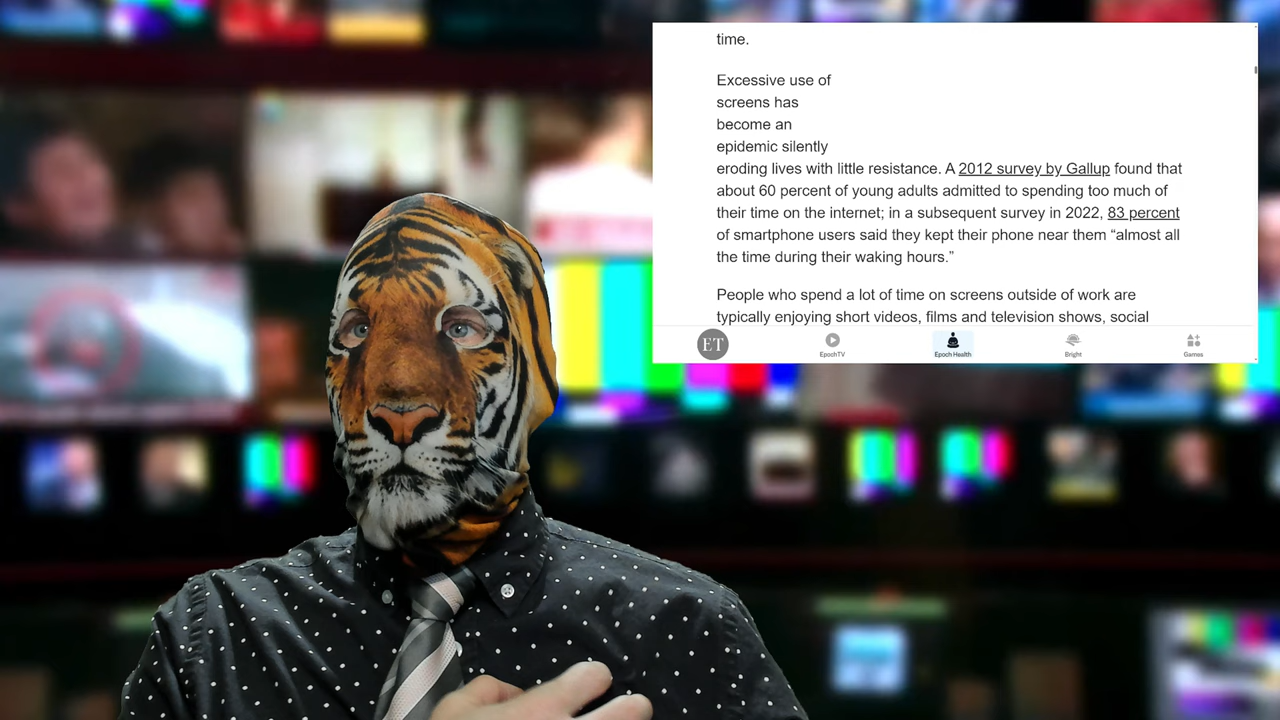 time.
Excessive use of
screens has
become an
epidemic silently
eroding lives with little resistance. A 2012 survey by Gallup found that
about 60 percent of young adults admitted to spending too much of
their time on the internet; in a subsequent survey in 2022, 83 percent
of smartphone users said they kept their phone near them “almost all
the time during their waking hours.”
People who spend a lot of time on screens outside of work are
typically enjoying short videos, films and television shows, social
ET
EpochTV
Epoch Health
Bright
Games